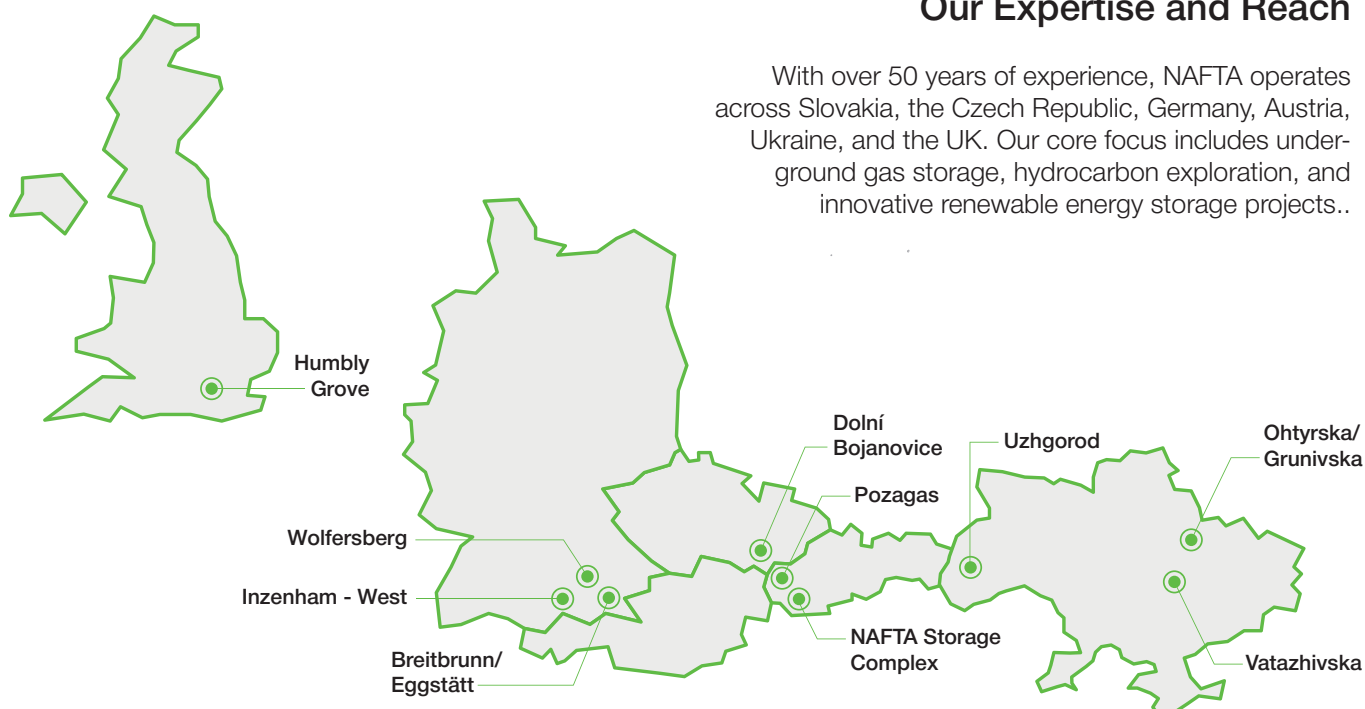 Our Expertise and Reach
With over 50 years of experience, NAFTA operates
across Slovakia, the Czech Republic, Germany, Austria,
Ukraine, and the UK. Our core focus includes under-
ground gas storage, hydrocarbon exploration, and
innovative renewable energy storage projects..
Humbly
Grove
Dolní
Bojanovice
Uzhgorod
Ohtyrska/
Grunivska
Pozagas
Wolfersberg
Inzenham - West
Breitbrunn/
Eggstätt
NAFTA Storage
Complex
Vatazhivska